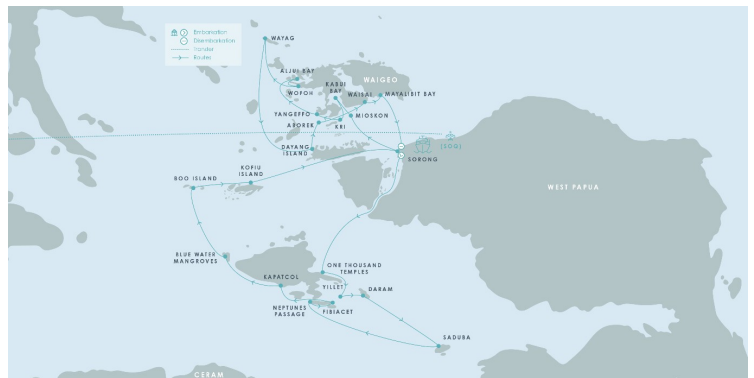 Embarkation
Disembarkation
Transfer
Routes
WAYAG
ALJUI BAY
WAIGEO
KABUI
BAY
WOFOH
WAISAI
MAYALIBIT BAY
YANGEFFO
MIOSKON
ARBOREK
KRI
(SOQ)
DAYANG
ISLAND
SORONG
KOFIU
ISLAND
BOO ISLAND
WEST PAPUA
BLUE WATER
MANGROVES
ONE THOUSAND
TEMPLES
KAPATCOL
YILLET
DARAM
NEPTUNES
PASSAGE
FIBIACET
SADUBA
CERAM